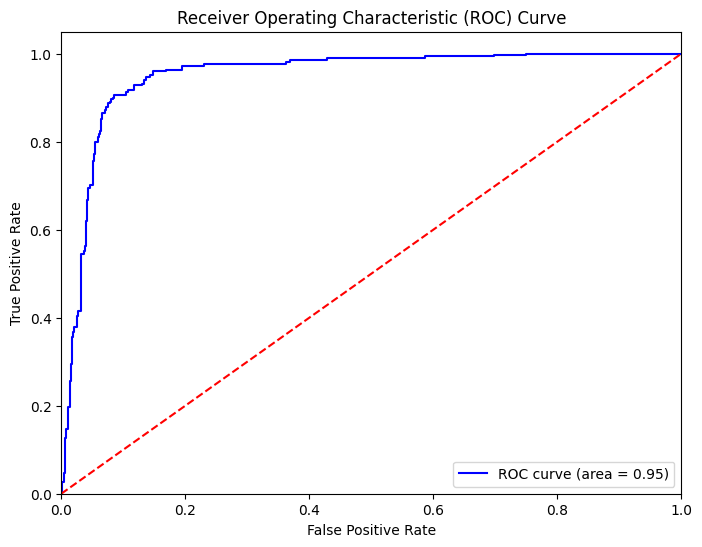 Receiver Operating Characteristic (ROC) Curve
True Positive Rate
1.0
0.8
0.6
0.4
0.2
0.0
ROC curve (area = 0.95)
0.0 0.2 0.4 0.6 0.8 1.0
False Positive Rate